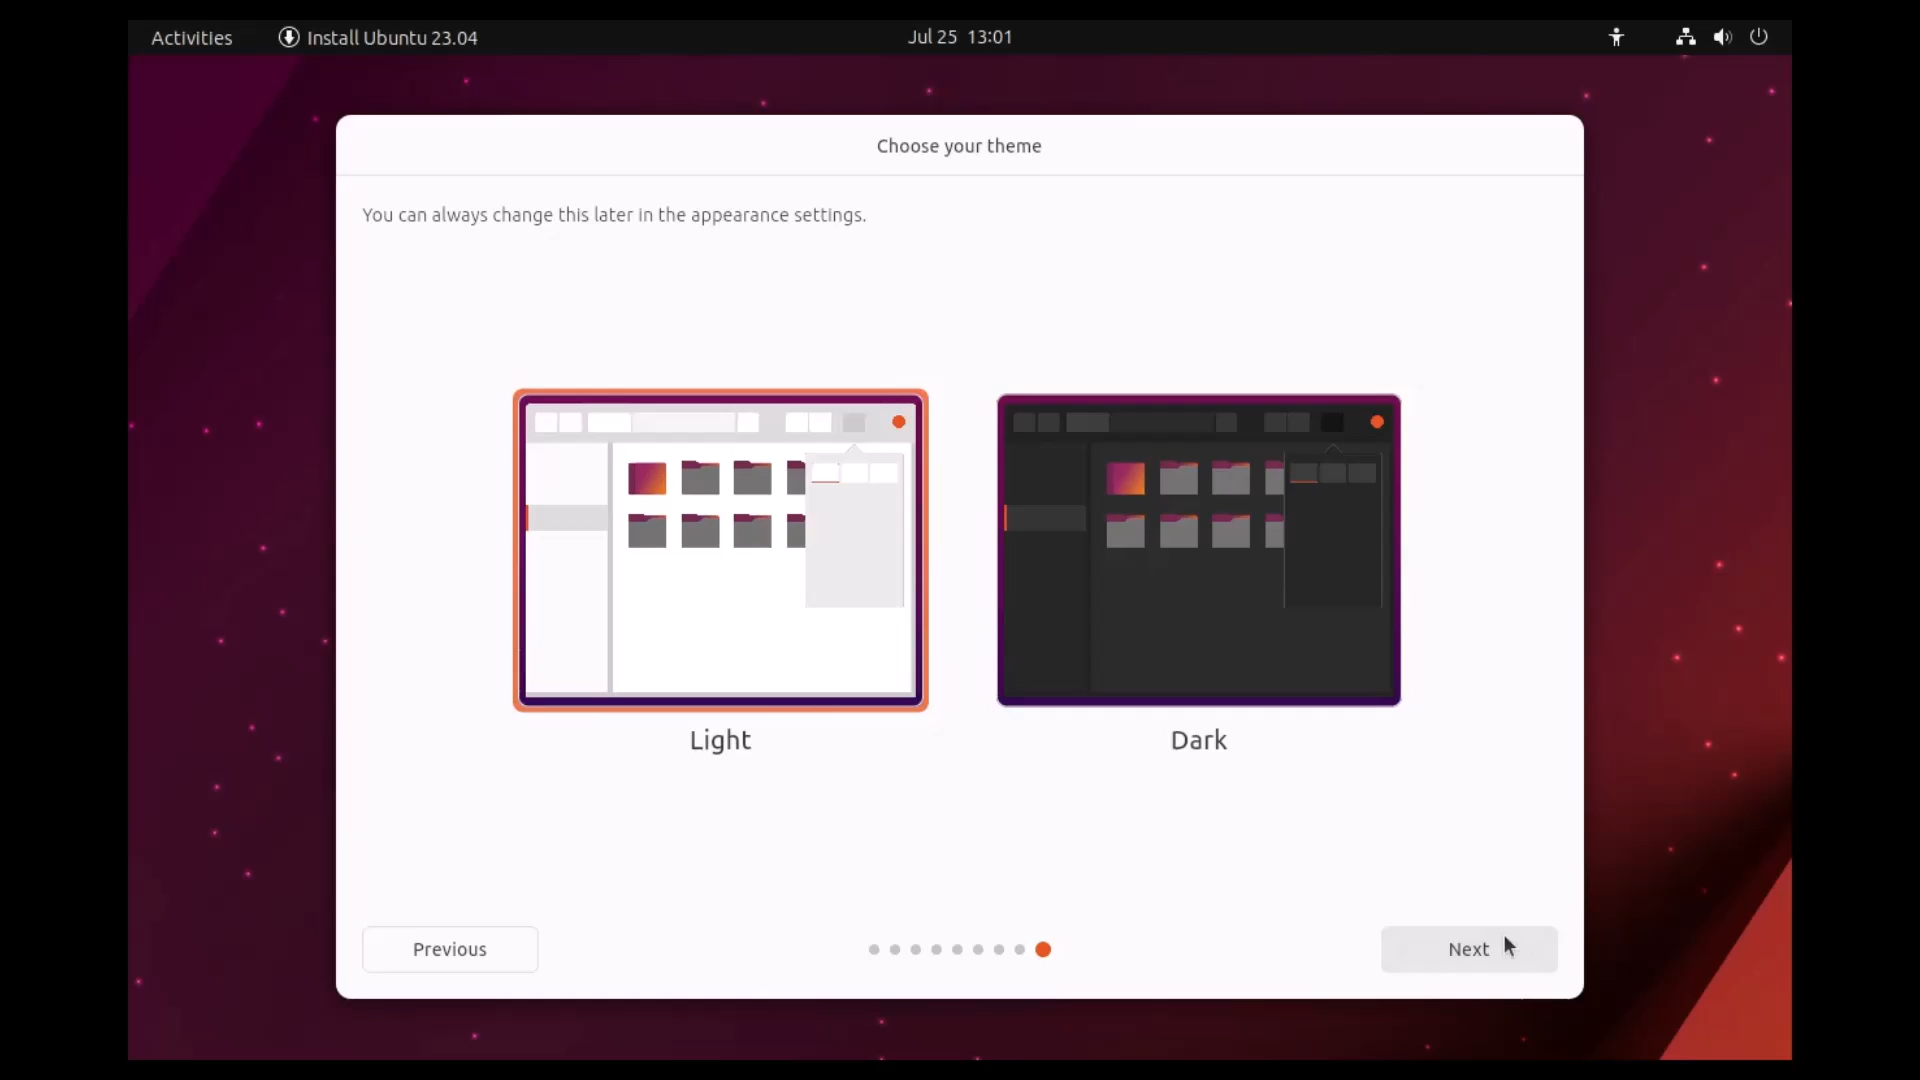 Activities
Install Ubuntu 23.04
Jul 25 13:01
Choose your theme
You can always change this later in the appearance settings.
Light
Dark
Previous
Next